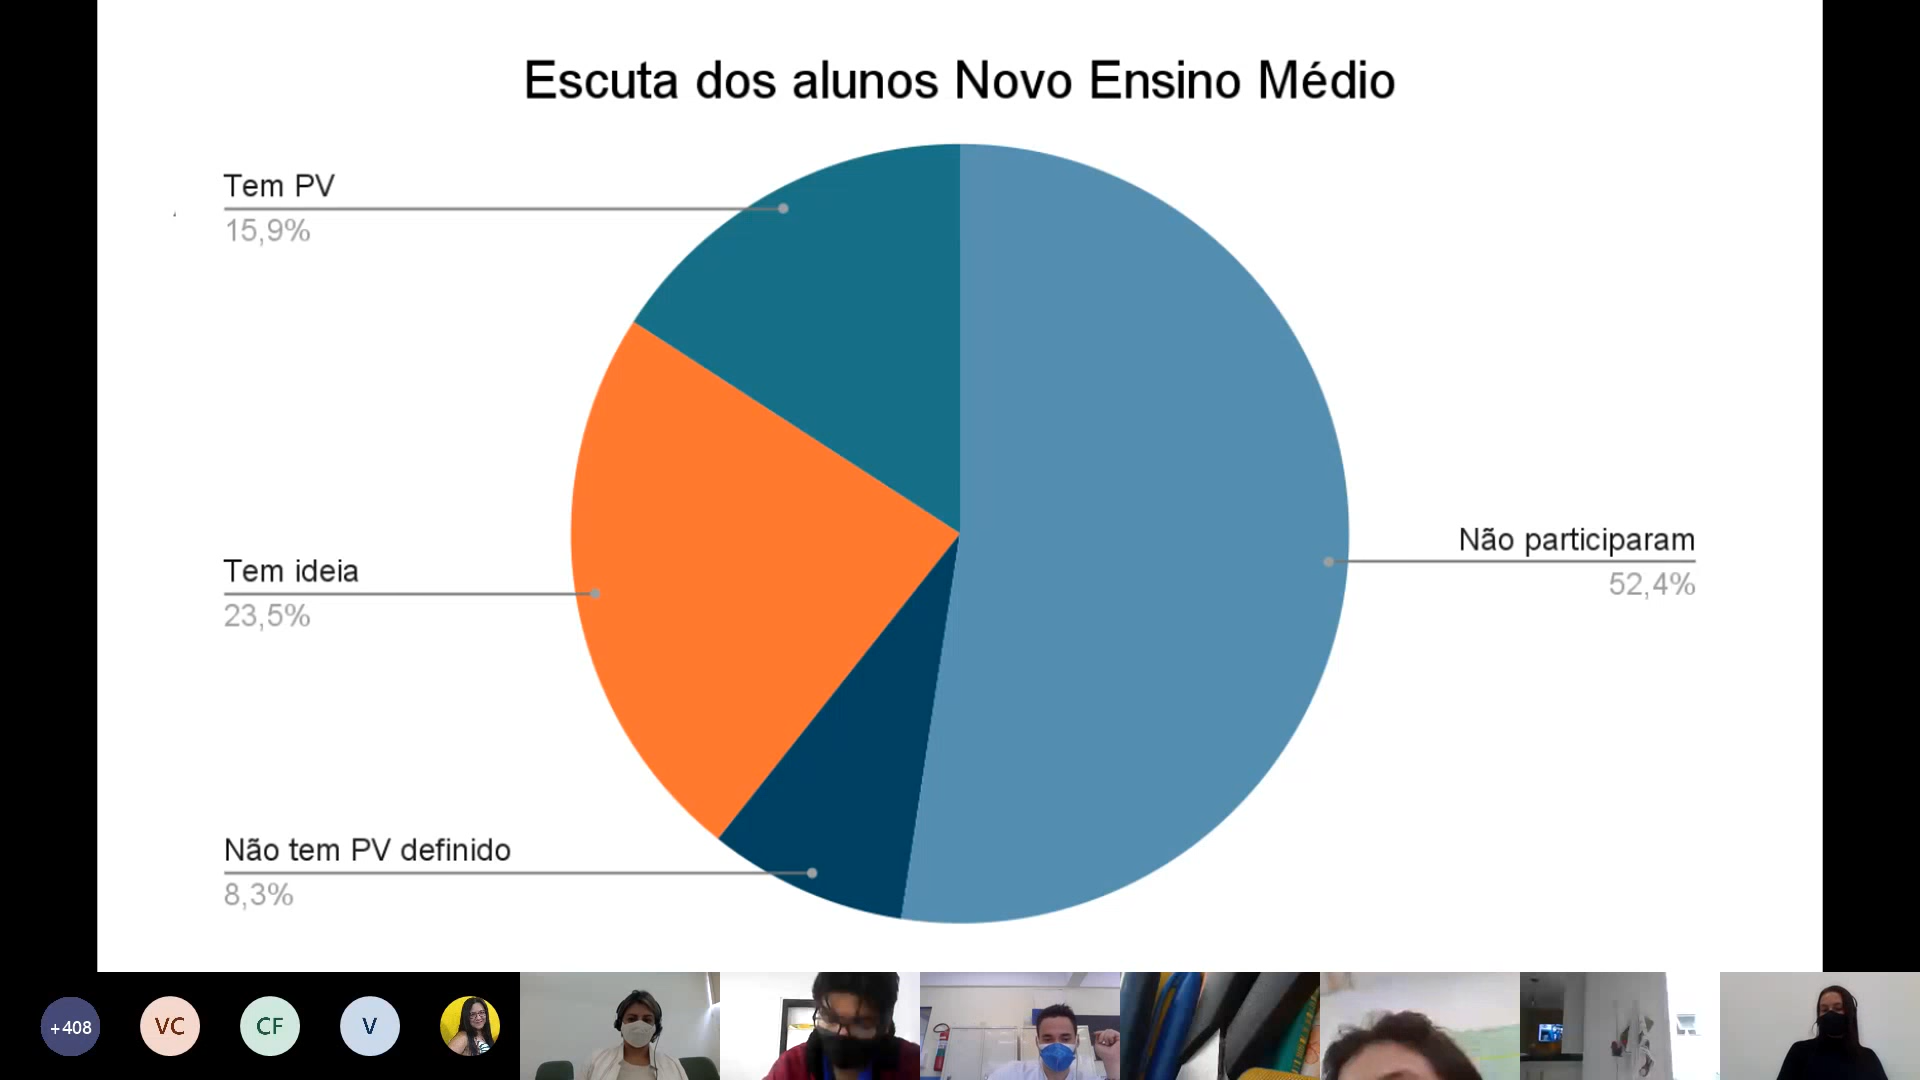 Escuta dos alunos Novo Ensino Médio
Tem PV
15,9%
Tem ideia
23,5%
Não participaram
52,4%
Não tem PV definido
8,3%
+408
VC
CF
V